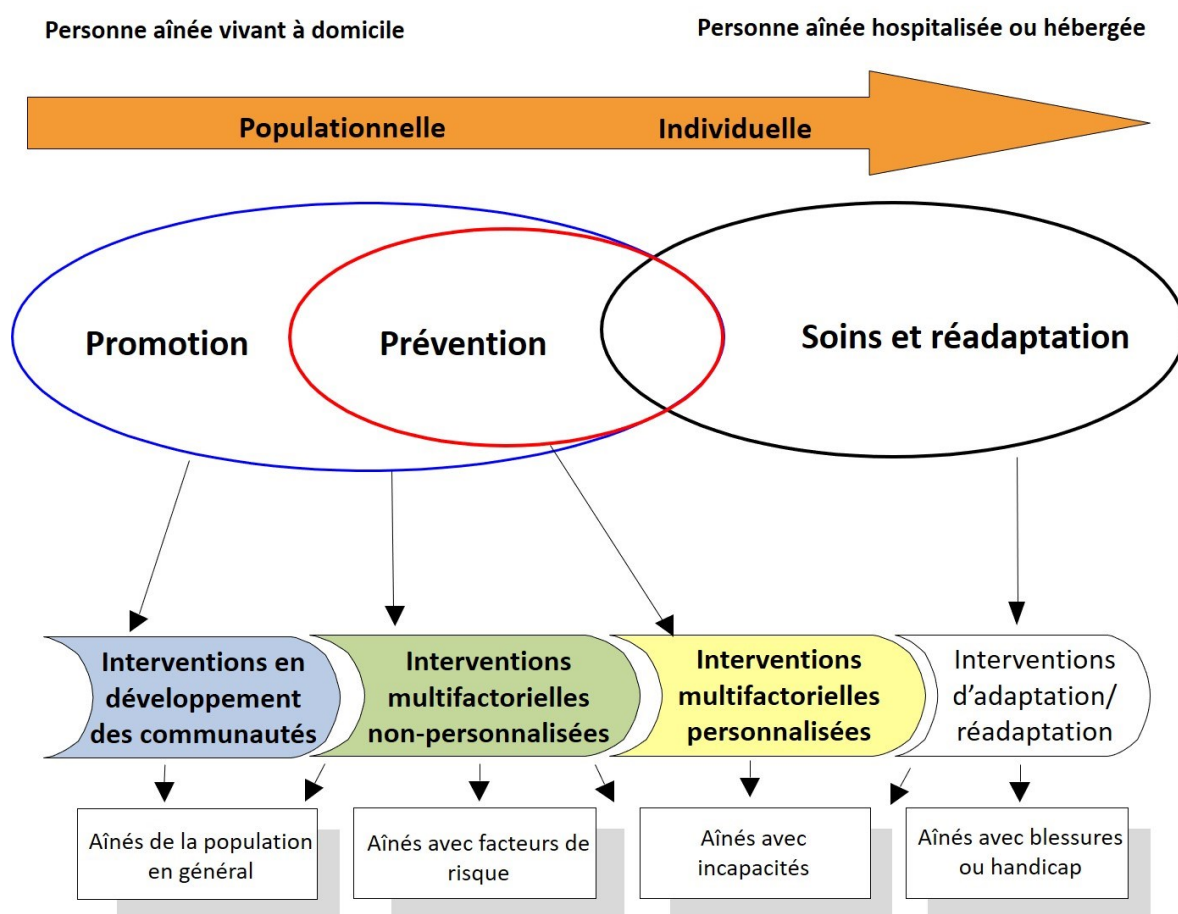 Personne aînée vivant à domicile
Personne aînée hospitalisée ou hébergée
Populationnelle
Individuelle
Promotion
Prévention
Soins et réadaptation
Interventions en
développement
des communautés
Interventions
multifactorielles
non-personnalisées
Interventions
multifactorielles
personnalisées
Interventions
d'adaptation/
réadaptation
Aînés de la population
en général
Aînés avec facteurs de
risque
Aînés avec
incapacités
Aînés avec blessures
ou handicap